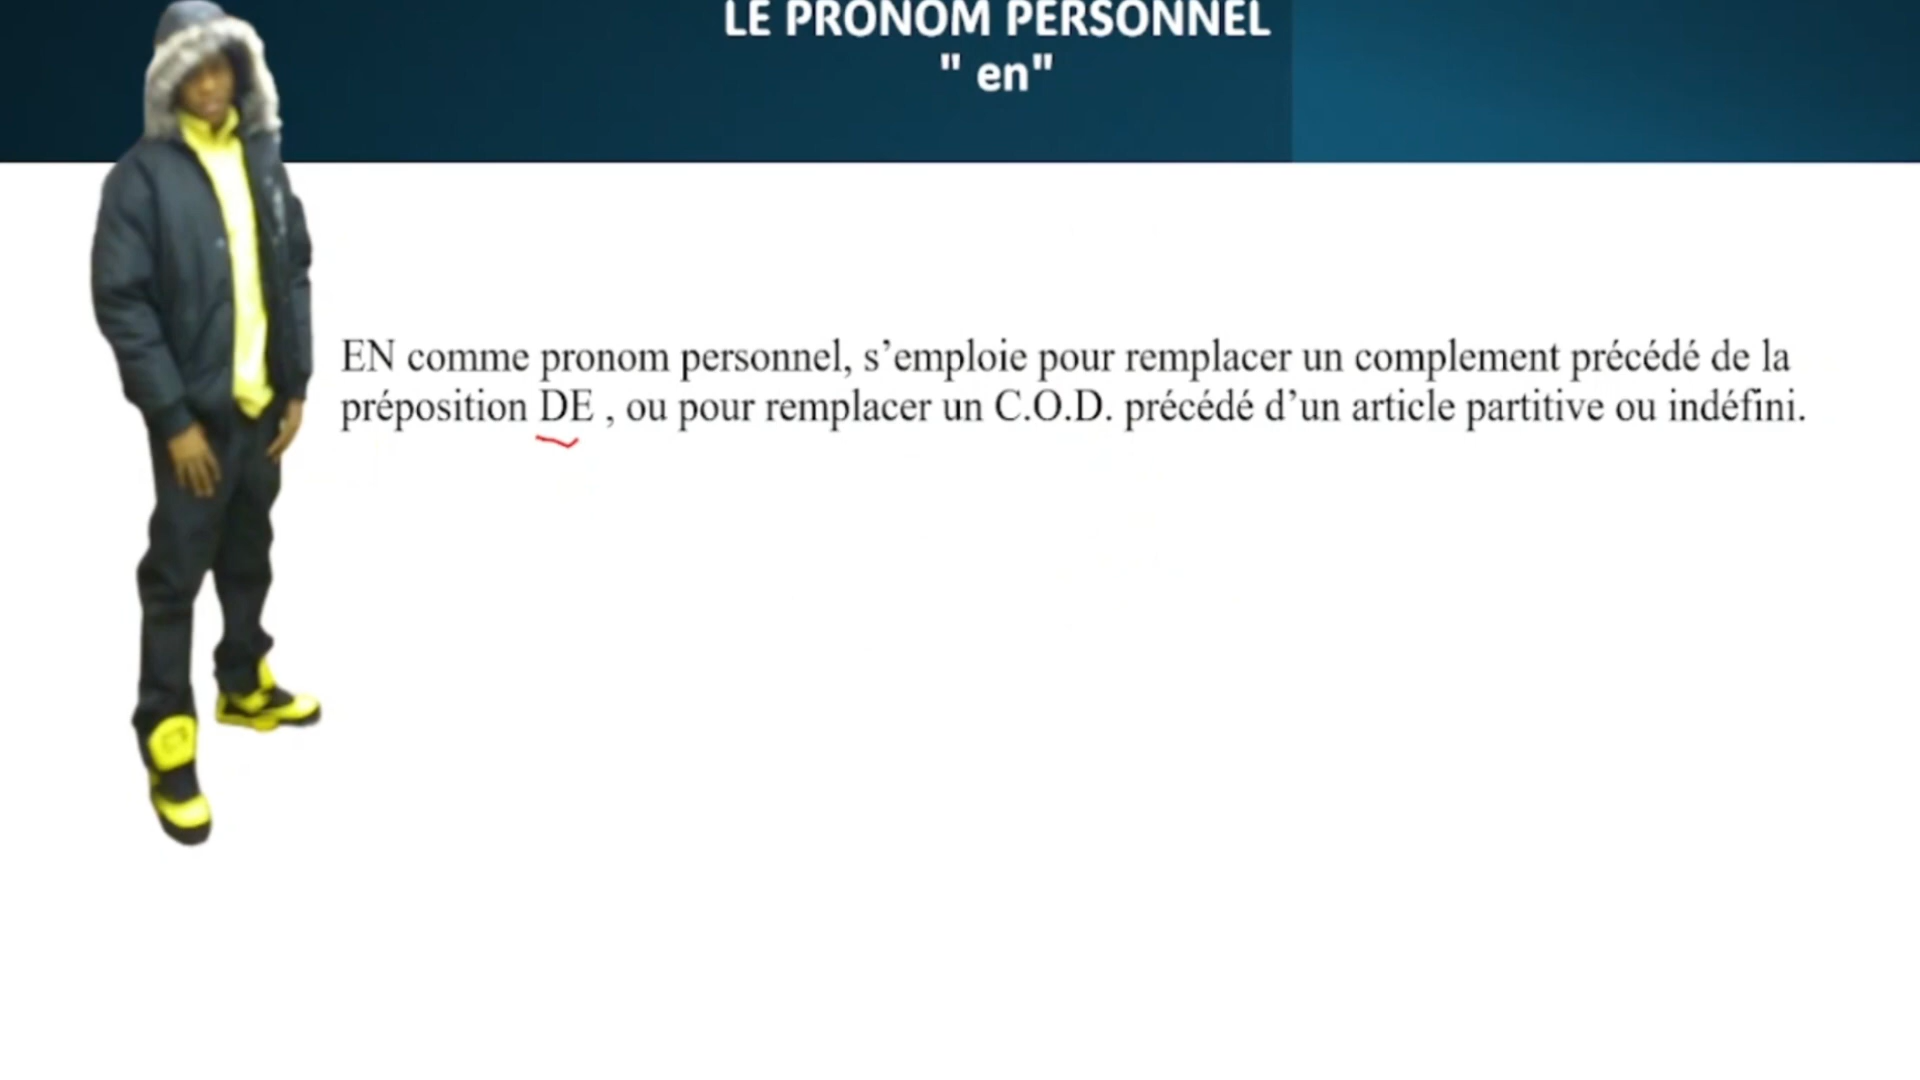 LE PRONOM PERSONNEL
" en"
EN comme pronom personnel, s’emploie pour remplacer un complement précédé de la
préposition DE , ou pour remplacer un C.O.D. précédé d’un article partitive ou indéfini.